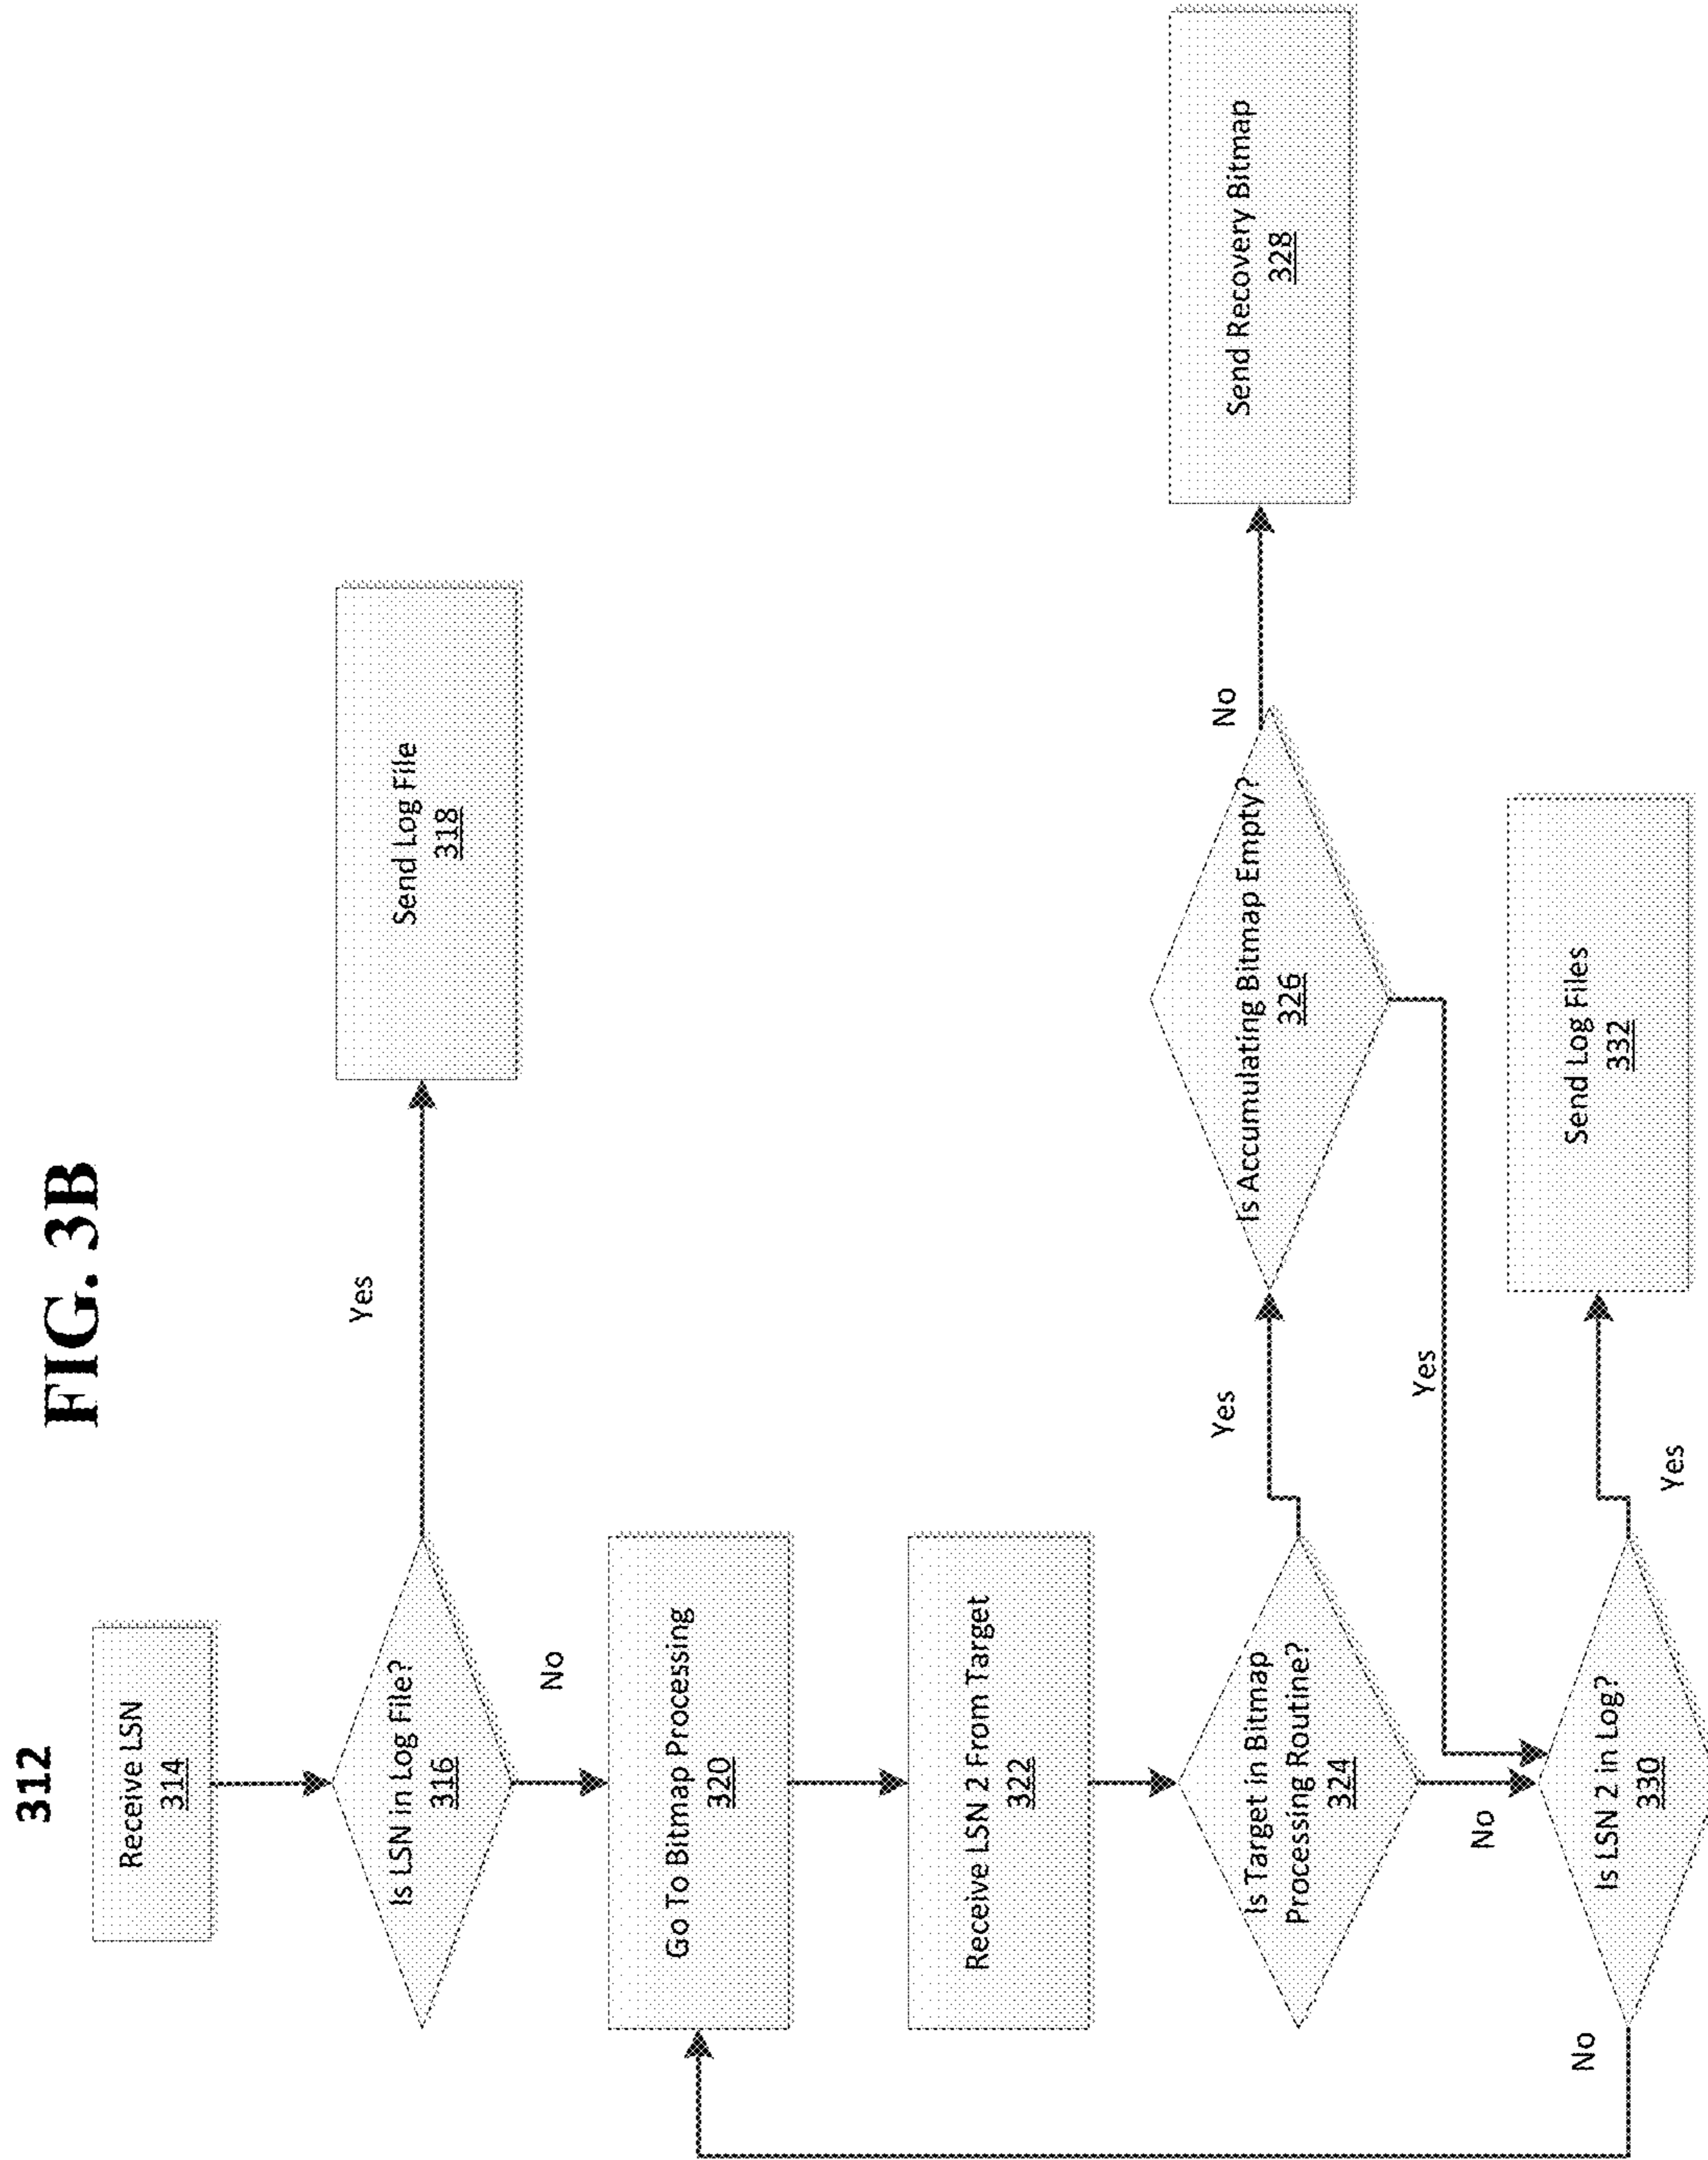 FIG. 3B
312
Receive LSN
314
Is LSN in Log File?
316
Yes
Send Log File
318
No
Go To Bitmap Processing
320
Receive LSN 2 From Target
322
Is Target in Bitmap
Processing Routine?
324
Yes
Is Accumulating Bitmap Empty?
326
No
Send Recovery Bitmap
328
Yes
No
Is LSN 2 in Log?
330
Yes
Send Log Files
332
No